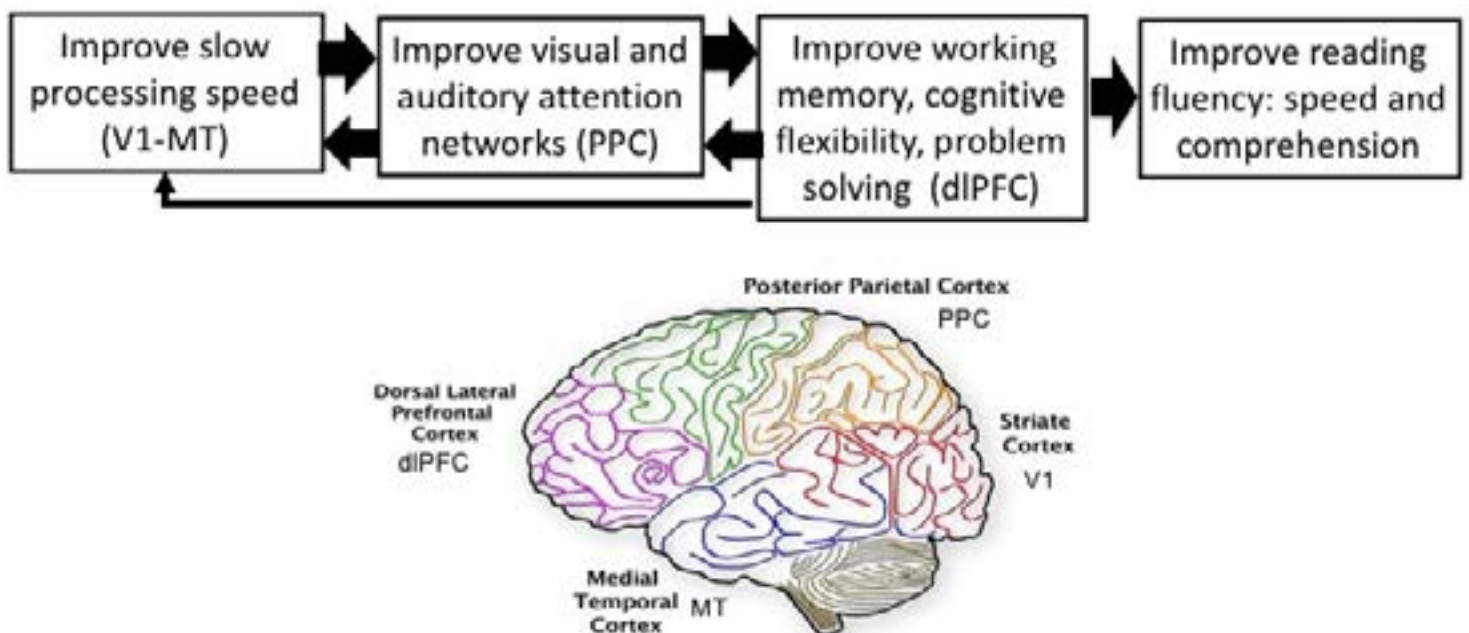 Improve slow
processing speed
(V1-MT)
Improve visual and
auditory attention
networks (PPC)
Improve working
memory, cognitive
flexibility, problem
solving (dlPFC)
Improve reading
fluency: speed and
comprehension
Posterior Parietal Cortex
PPC
Dorsal Lateral
Prefrontal
Cortex
dlPFC
Striate
Cortex
V1
Medial
Temporal
Cortex
MT